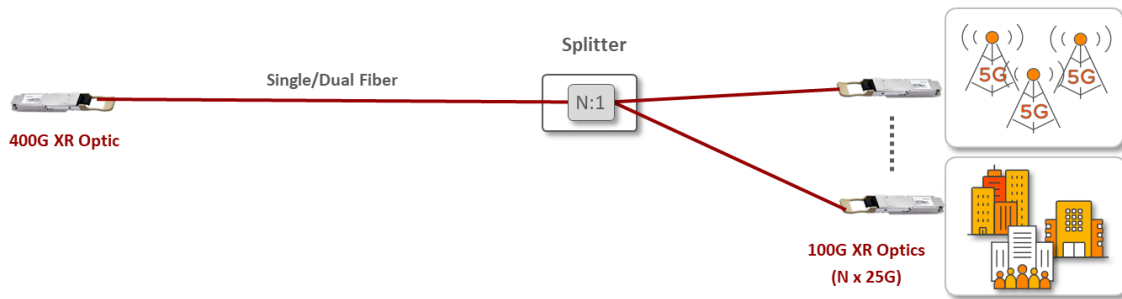 Splitter
Single/Dual Fiber
N:1
400G XR Optic
5G
5G
5G
100G XR Optics
(N x 25G)